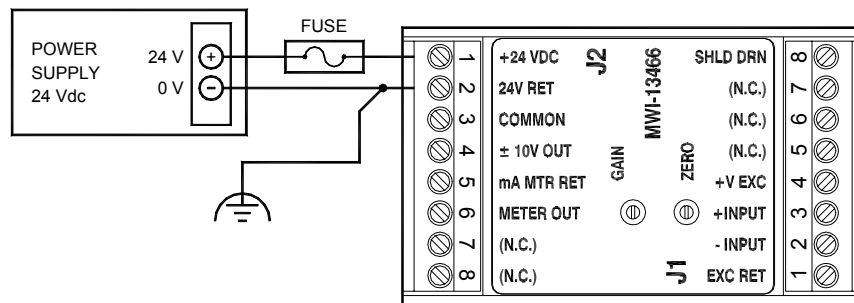 POWER
SUPPLY
24 Vdc
24 V
0 V
+
−
FUSE
1 +24 VDC
2 24V RET
3 COMMON
4 ± 10V OUT
5 mA MTR RET
6 METER OUT
7 (N.C.)
8 (N.C.)
J2
MWI-13466
GAIN
ZERO
J1
SHLD DRN 8
(N.C.) 7
(N.C.) 6
(N.C.) 5
+V EXC 4
+INPUT 3
- INPUT 2
EXC RET 1